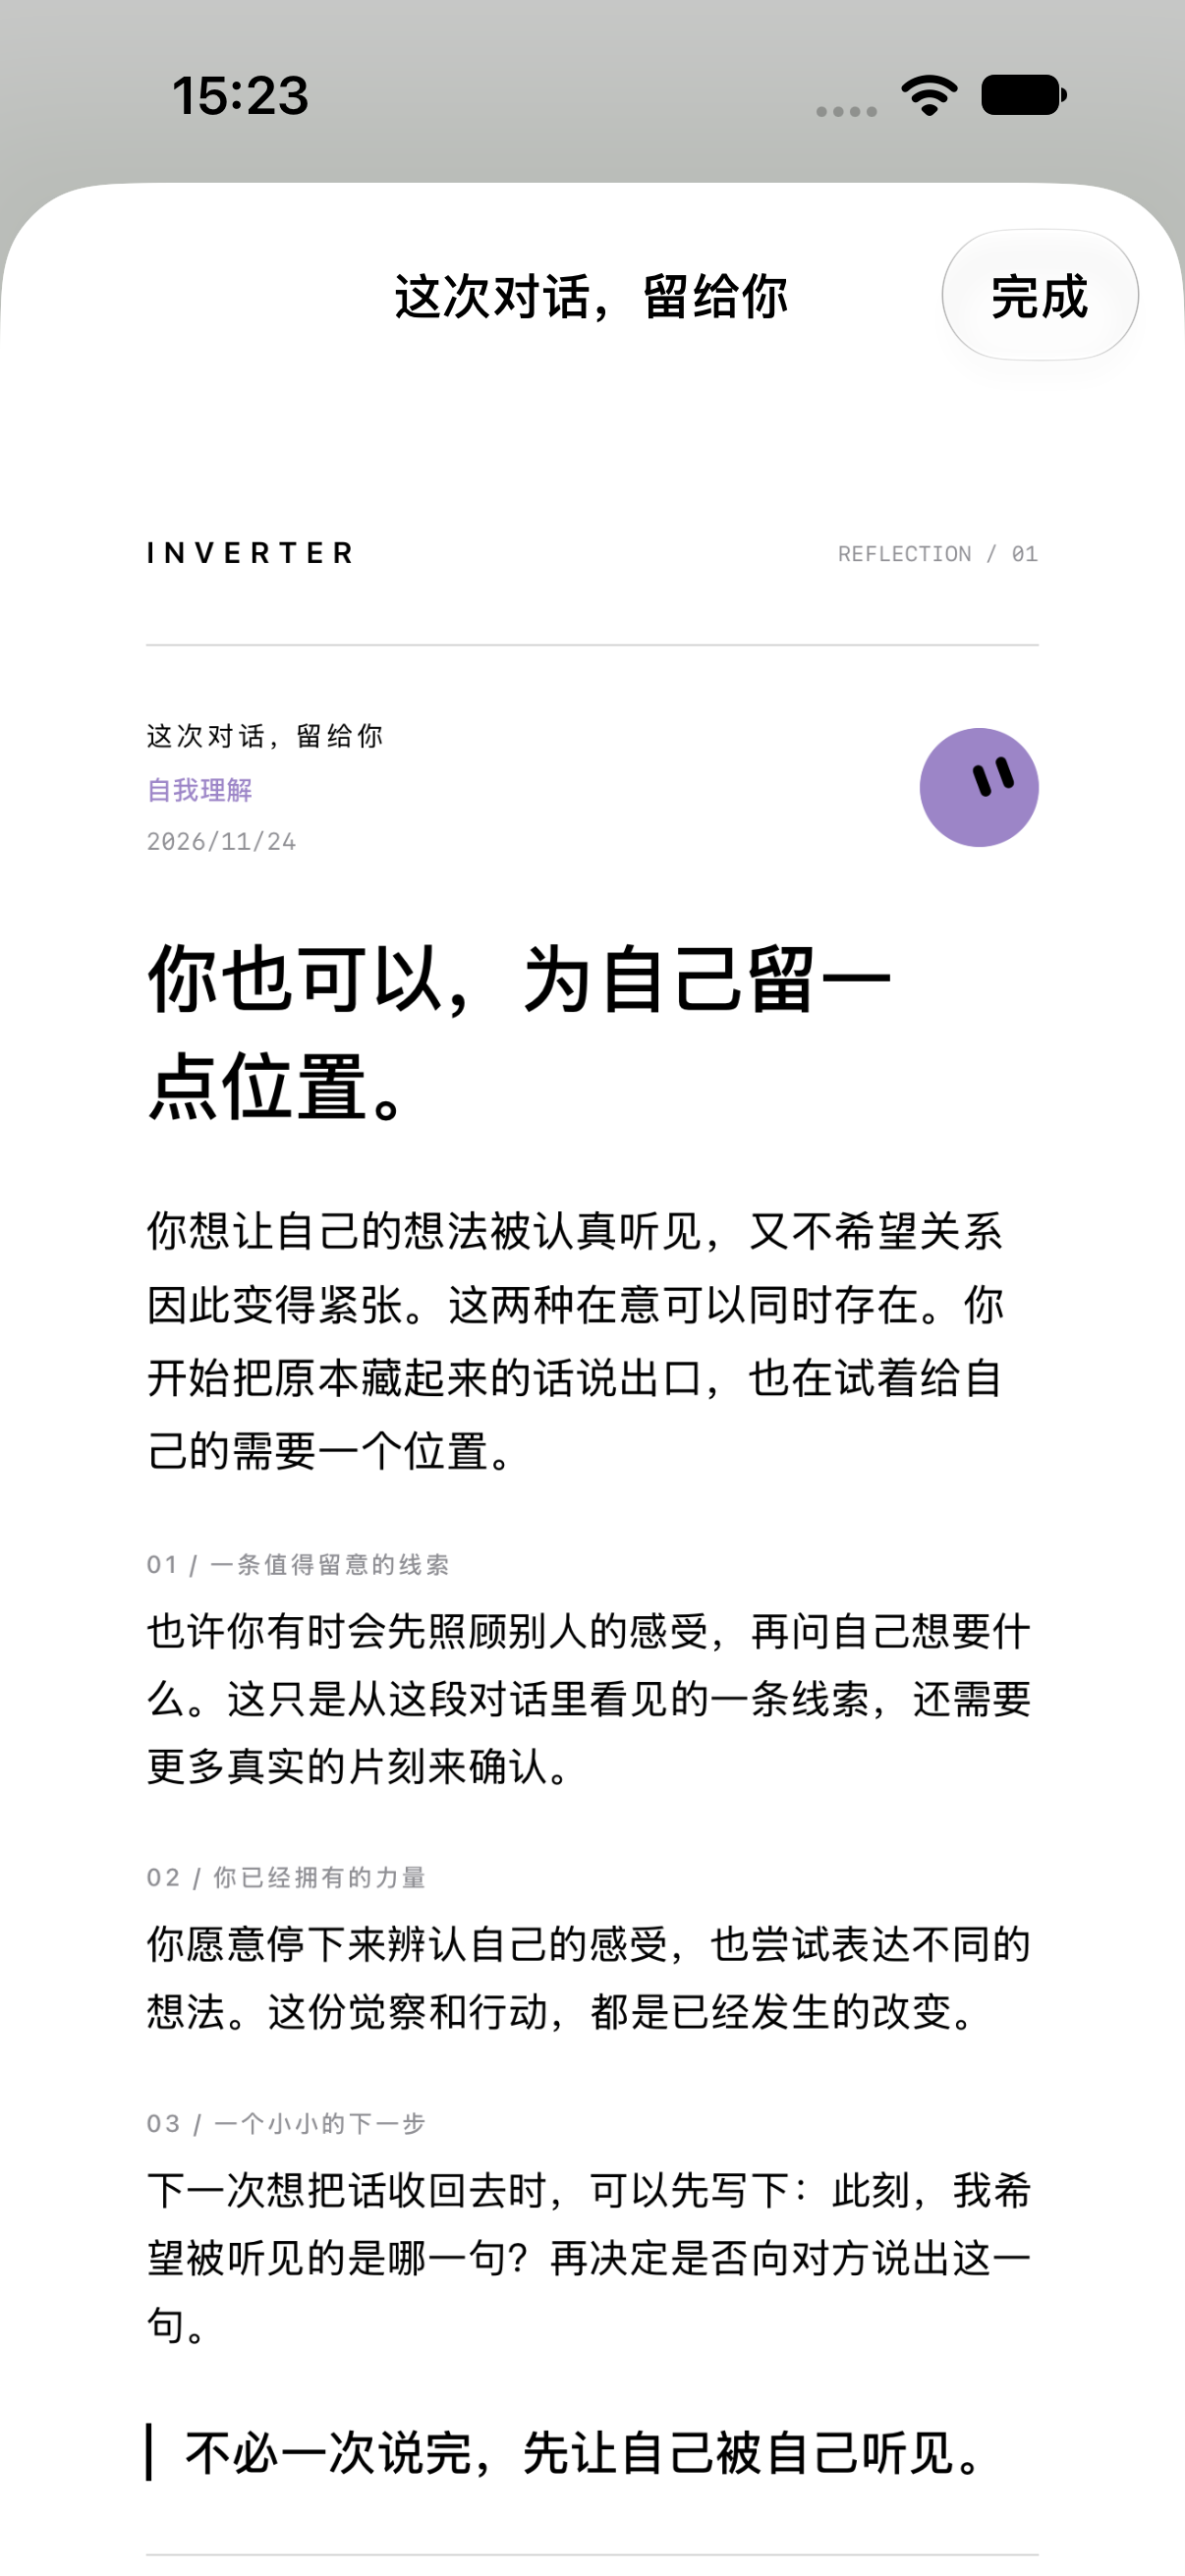 15:23
这次对话，留给你
完成
INVERTER
REFLECTION / 01
这次对话，留给你
自我理解
2026/11/24
你也可以，为自己留一
点位置。
你想让自己的想法被认真听见，又不希望关系
因此变得紧张。这两种在意可以同时存在。你
开始把原本藏起来的话说出口，也在试着给自
己的需要一个位置。
01 / 一条值得留意的线索
也许你有时会先照顾别人的感受，再问自己想要什
么。这只是从这段对话里看见的一条线索，还需要
更多真实的片刻来确认。
02 / 你已经拥有的力量
你愿意停下来辨认自己的感受，也尝试表达不同的
想法。这份觉察和行动，都是已经发生的改变。
03 / 一个小小的下一步
下一次想把话收回去时，可以先写下：此刻，我希
望被听见的是哪一句？再决定是否向对方说出这一
句。
不必一次说完，先让自己被自己听见。